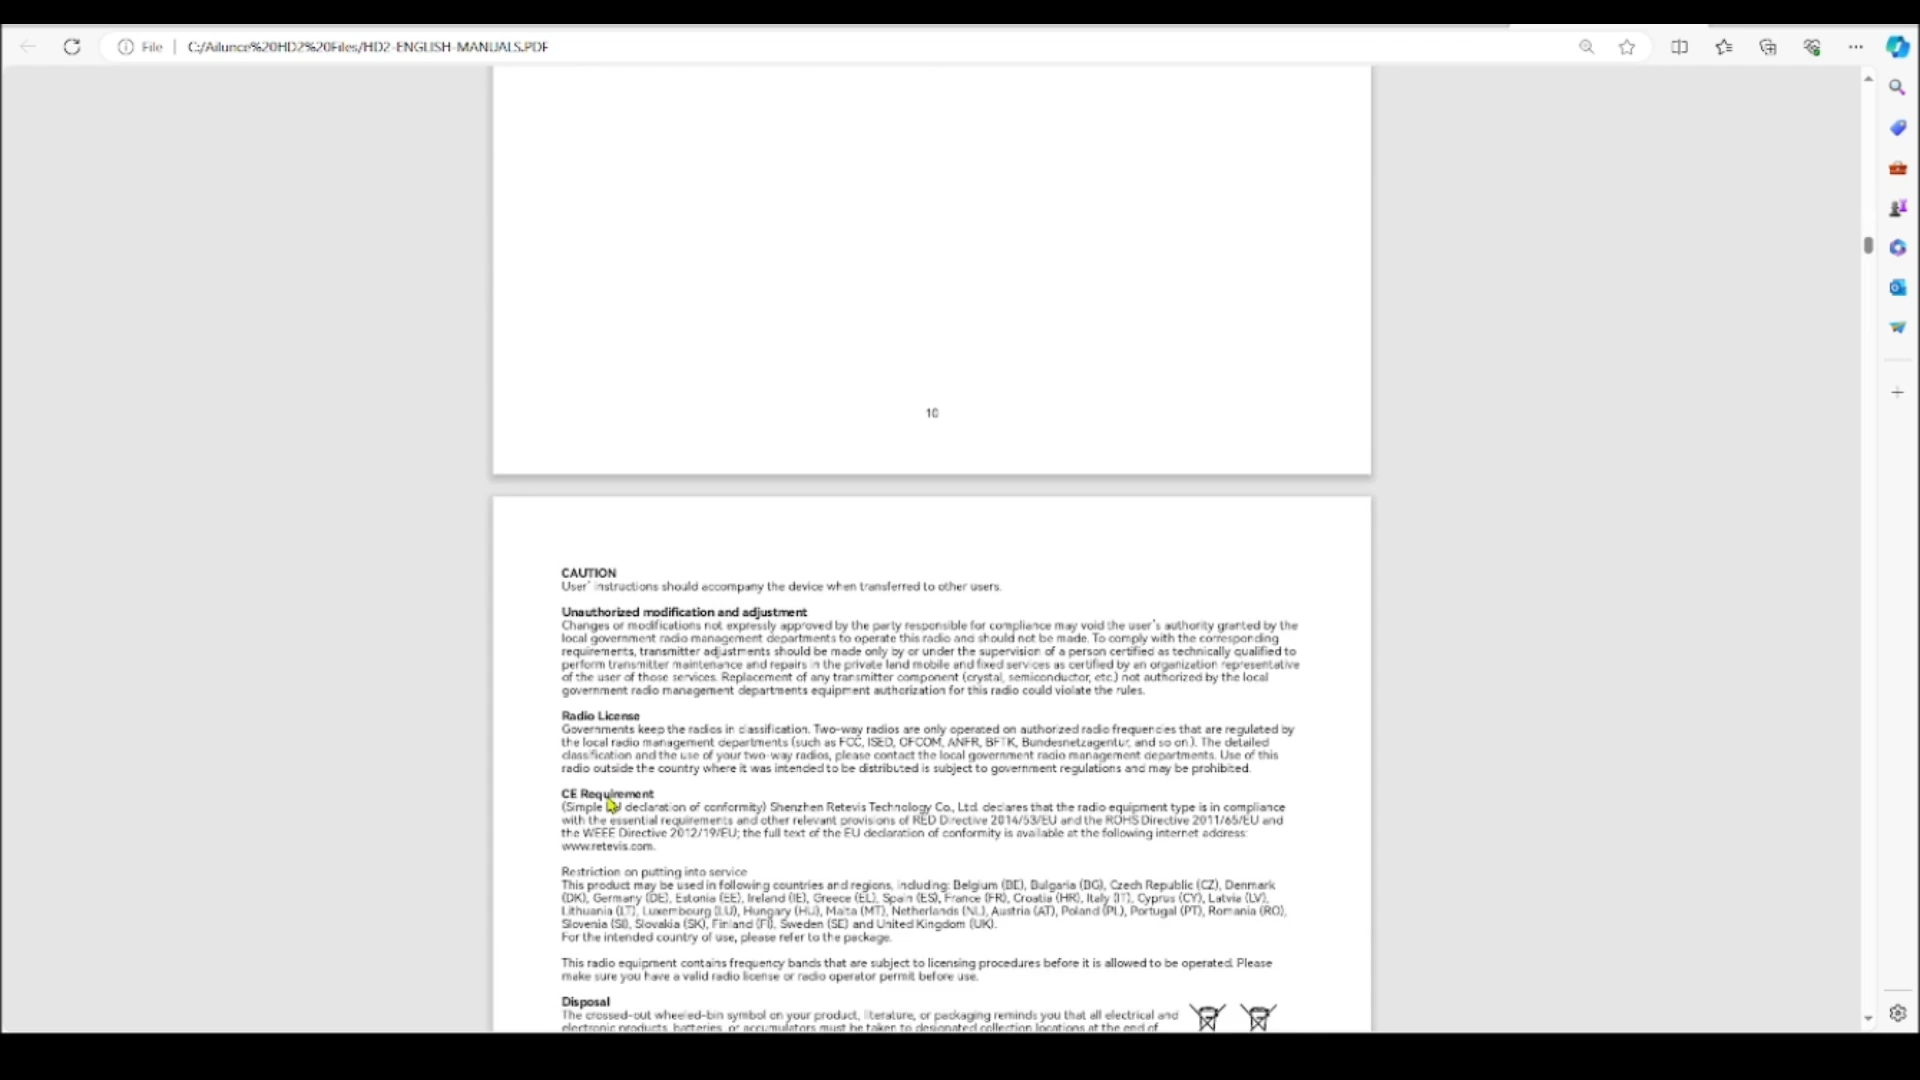 File | C:/Ailunce%20HD2%20Files/HD2-ENGLISH-MANUALS.PDF
10
CAUTION
User' instructions should accompany the device when transferred to other users.
Unauthorized modification and adjustment
Changes or modifications not expressly approved by the party responsible for compliance may void the user's authority granted by the
local government radio management departments to operate this radio and should not be made. To comply with the corresponding
requirements, transmitter adjustments should be made only by or under the supervision of a person certified as technically qualified to
perform transmitter maintenance and repairs in the private land mobile and fixed services as certified by an organization representative
of the user of those services. Replacement of any transmitter component (crystal, semiconductor, etc.) not authorized by the local
government radio management departments equipment authorization for this radio could violate the rules.
Radio License
Governments keep the radios in classification. Two-way radios are only operated on authorized radio frequencies that are regulated by
the local radio management departments (such as FCC, ISED, OFCOM, ANFR, BFTK, Bundesnetzagentur, and so on.). The detailed
classification and the use of your two-way radios, please contact the local government radio management departments. Use of this
radio outside the country where it was intended to be distributed is subject to government regulations and may be prohibited.
CE Requirement
(Simple declaration of conformity) Shenzhen Retevis Technology Co., Ltd. declares that the radio equipment type is in compliance
with the essential requirements and other relevant provisions of RED Directive 2014/53/EU and the ROHS Directive 2011/65/EU and
the WEEE Directive 2012/19/EU; the full text of the EU declaration of conformity is available at the following internet address:
www.retevis.com.
Restriction on putting into service
This product may be used in following countries and regions, including: Belgium (BE), Bulgaria (BG), Czech Republic (CZ), Denmark
(DK), Germany (DE), Estonia (EE), Ireland (IE), Greece (EL), Spain (ES), France (FR), Croatia (HR), Italy (IT), Cyprus (CY), Latvia (LV),
Lithuania (LT), Luxembourg (LU), Hungary (HU), Malta (MT), Netherlands (NL), Austria (AT), Poland (PL), Portugal (PT), Romania (RO),
Slovenia (SI), Slovakia (SK), Finland (FI), Sweden (SE) and United Kingdom (UK).
For the intended country of use, please refer to the package.
This radio equipment contains frequency bands that are subject to licensing procedures before it is allowed to be operated. Please
make sure you have a valid radio license or radio operator permit before use.
Disposal
The crossed-out wheeled-bin symbol on your product, literature, or packaging reminds you that all electrical and
electronic products, batteries, or accumulators must be taken to designated collection locations at the end of